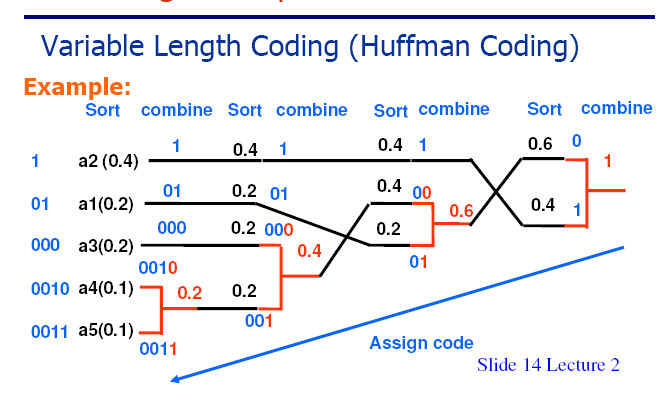 Variable Length Coding (Huffman Coding)
Example:
Sort combine Sort combine Sort combine Sort combine
1 a2 (0.4) 1 0.4 1 0.4 1 0.6 0 1
01 a1(0.2) 01 0.2 01 0.4 00 0.6 0.4 1
000 a3(0.2) 000 0.2 000 0.4 0.2 01
0010 a4(0.1) 0010 0.2 0.2 001
0011 a5(0.1) 0011
Assign code
Slide 14 Lecture 2